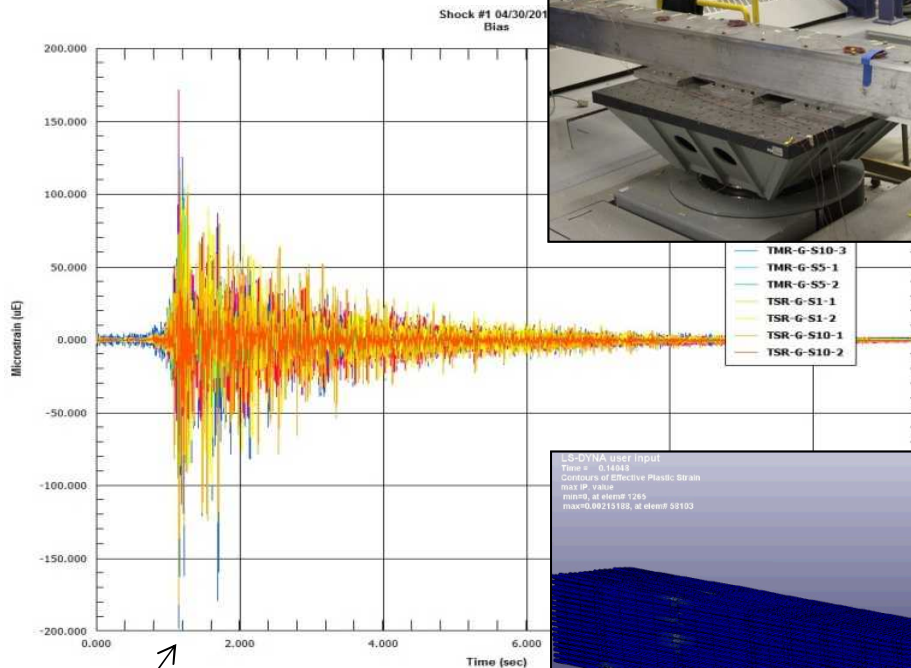 Shock #1 04/30/201
Bias
200.000
150.000
100.000
50.000
0.000
-50.000
-100.000
-150.000
-200.000
Microstrain (uE)
0.000
2.000
4.000
6.000
Time (sec)
TMR-G-S10-3
TMR-G-S5-1
TMR-G-S5-2
TSR-G-S1-1
TSR-G-S1-2
TSR-G-S10-1
TSR-G-S10-2
LS-DYNA user input
Time = 0.14048
Contours of Effective Plastic Strain
max IP. value
min=0, at elem# 1265
max=0.00215188, at elem# 58103